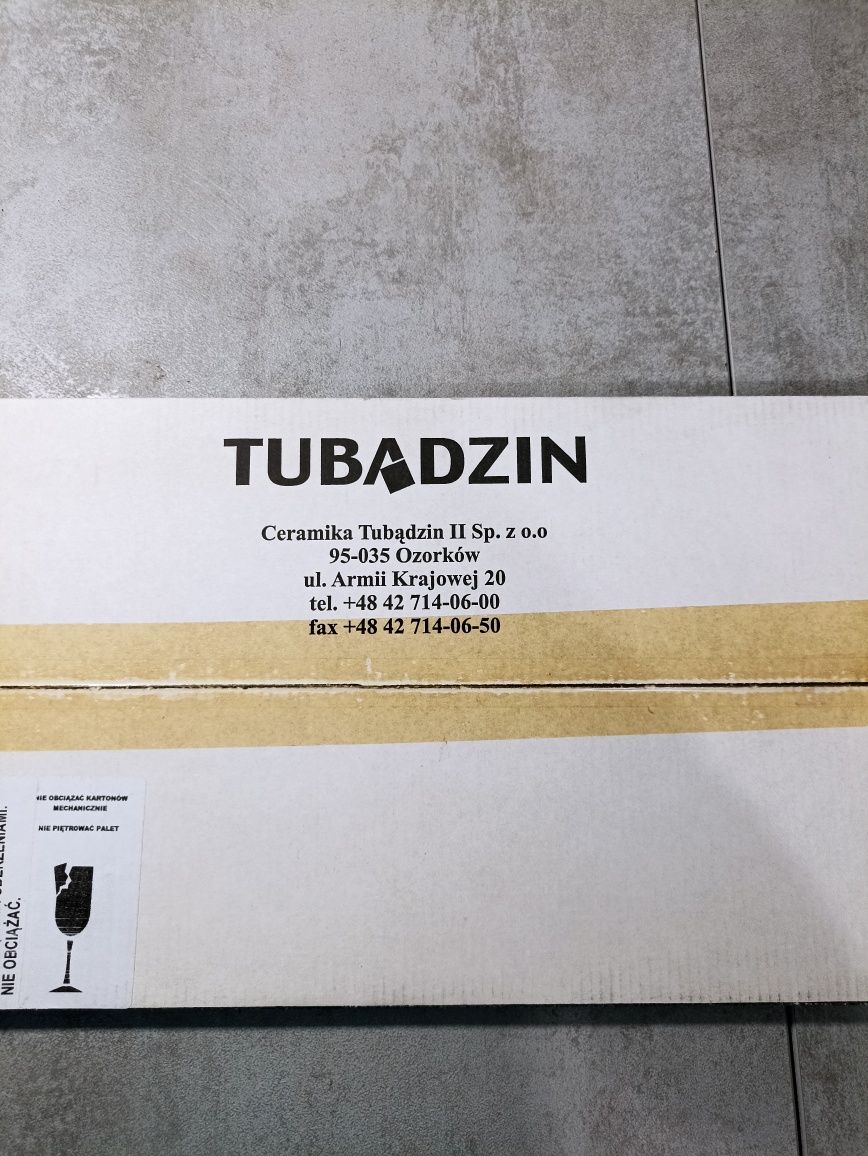 TUBĄDZIN
Ceramika Tubądzin II Sp. z o.o
95-035 Ozorków
ul. Armii Krajowej 20
tel. +48 42 714-06-00
fax +48 42 714-06-50
NIE OBCIĄZAĆ KARTONÓW
MECHANICZNIE
NIE PIĘTROWAĆ PALET
NIE OBCIĄŻAĆ.